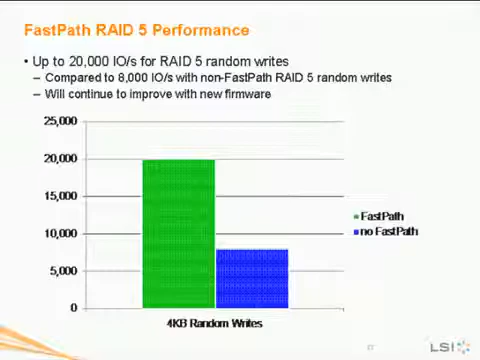 FastPath RAID 5 Performance
• Up to 20,000 IO/s for RAID 5 random writes
– Compared to 8,000 IO/s with non-FastPath RAID 5 random writes
– Will continue to improve with new firmware
25,000
20,000
15,000
10,000
5,000
0
FastPath
no FastPath
4KB Random Writes
LSI